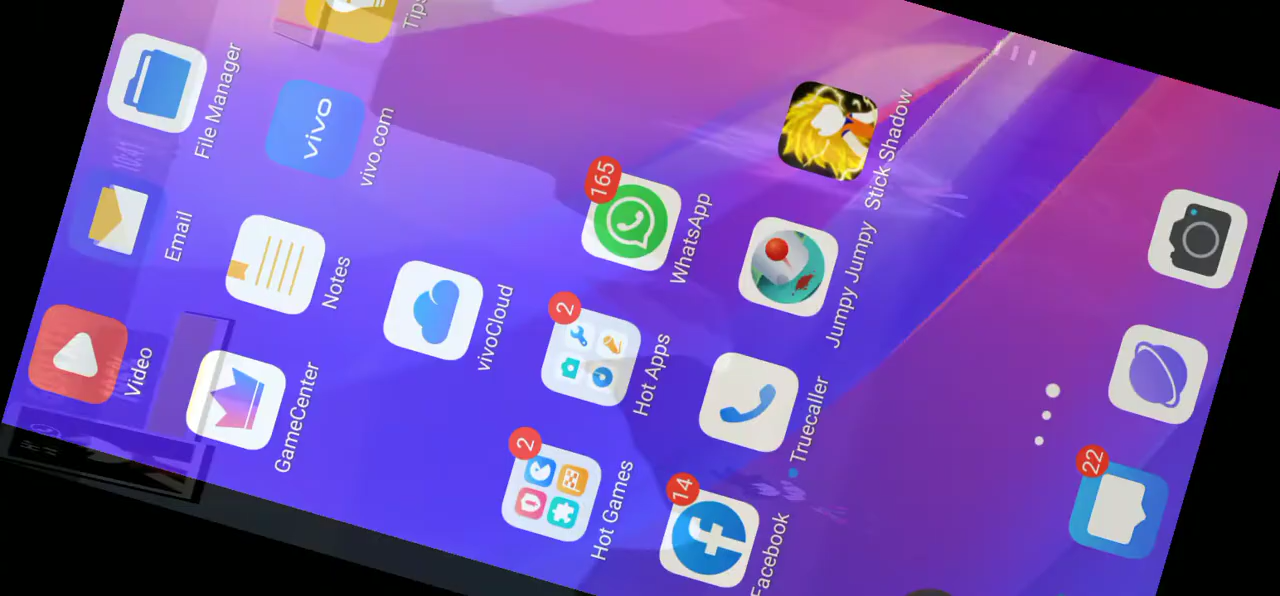 Video
Email
File Manager
vivo
GameCenter
Notes
vivo.com
Tips
vivoCloud
2
2
165
Hot Games
Hot Apps
WhatsApp
14
Facebook
Truecaller
Jumpy Jumpy
Stick Shadow
22